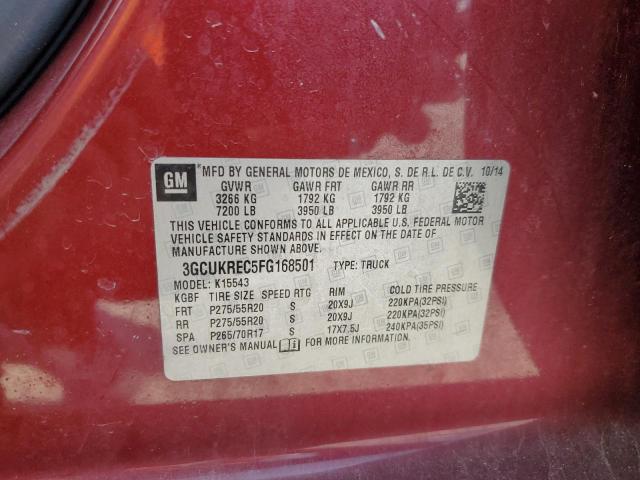 GM
*MFD BY GENERAL MOTORS DE MEXICO, S. DE R.L. DE C.V. 10/14
GVWR GAWR FRT GAWR RR
3266 KG 1792 KG 1792 KG
7200 LB 3950 LB 3950 LB
THIS VEHICLE CONFORMS TO ALL APPLICABLE U.S. FEDERAL MOTOR
VEHICLE SAFETY STANDARDS IN EFFECT ON THE DATE OF
MANUFACTURE SHOWN ABOVE.
3GCUKREC5FG168501 TYPE: TRUCK
MODEL: K15543
KGBF TIRE SIZE SPEED RTG RIM COLD TIRE PRESSURE
FRT P275/55R20 S 20X9J 220KPA(32PSI)
RR P275/55R20 S 20X9J 220KPA(32PSI)
SPA P265/70R17 S 17X7.5J 240KPA(35PSI)
SEE OWNER'S MANUAL FOR MORE INFORMATION.